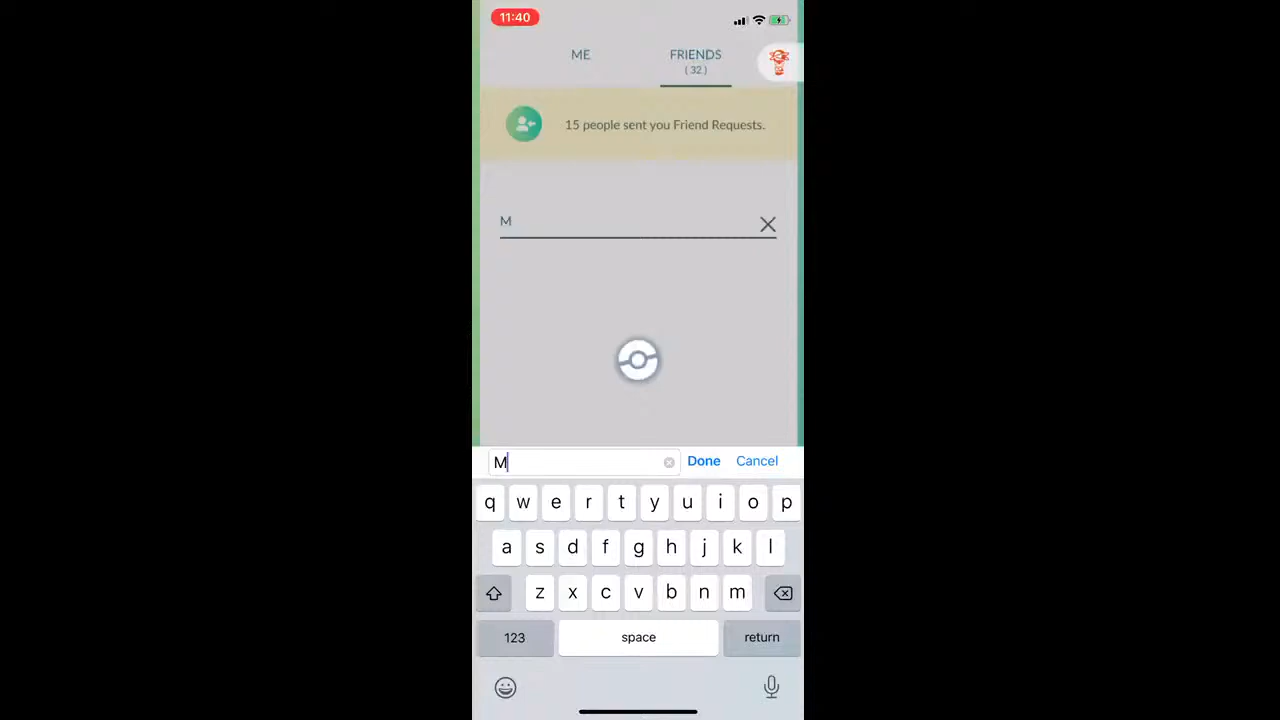 11:40
ME
FRIENDS
( 32 )
15 people sent you Friend Requests.
M
M
Done
Cancel
q w e r t y u i o p
a s d f g h j k l
z x c v b n m
123
space
return